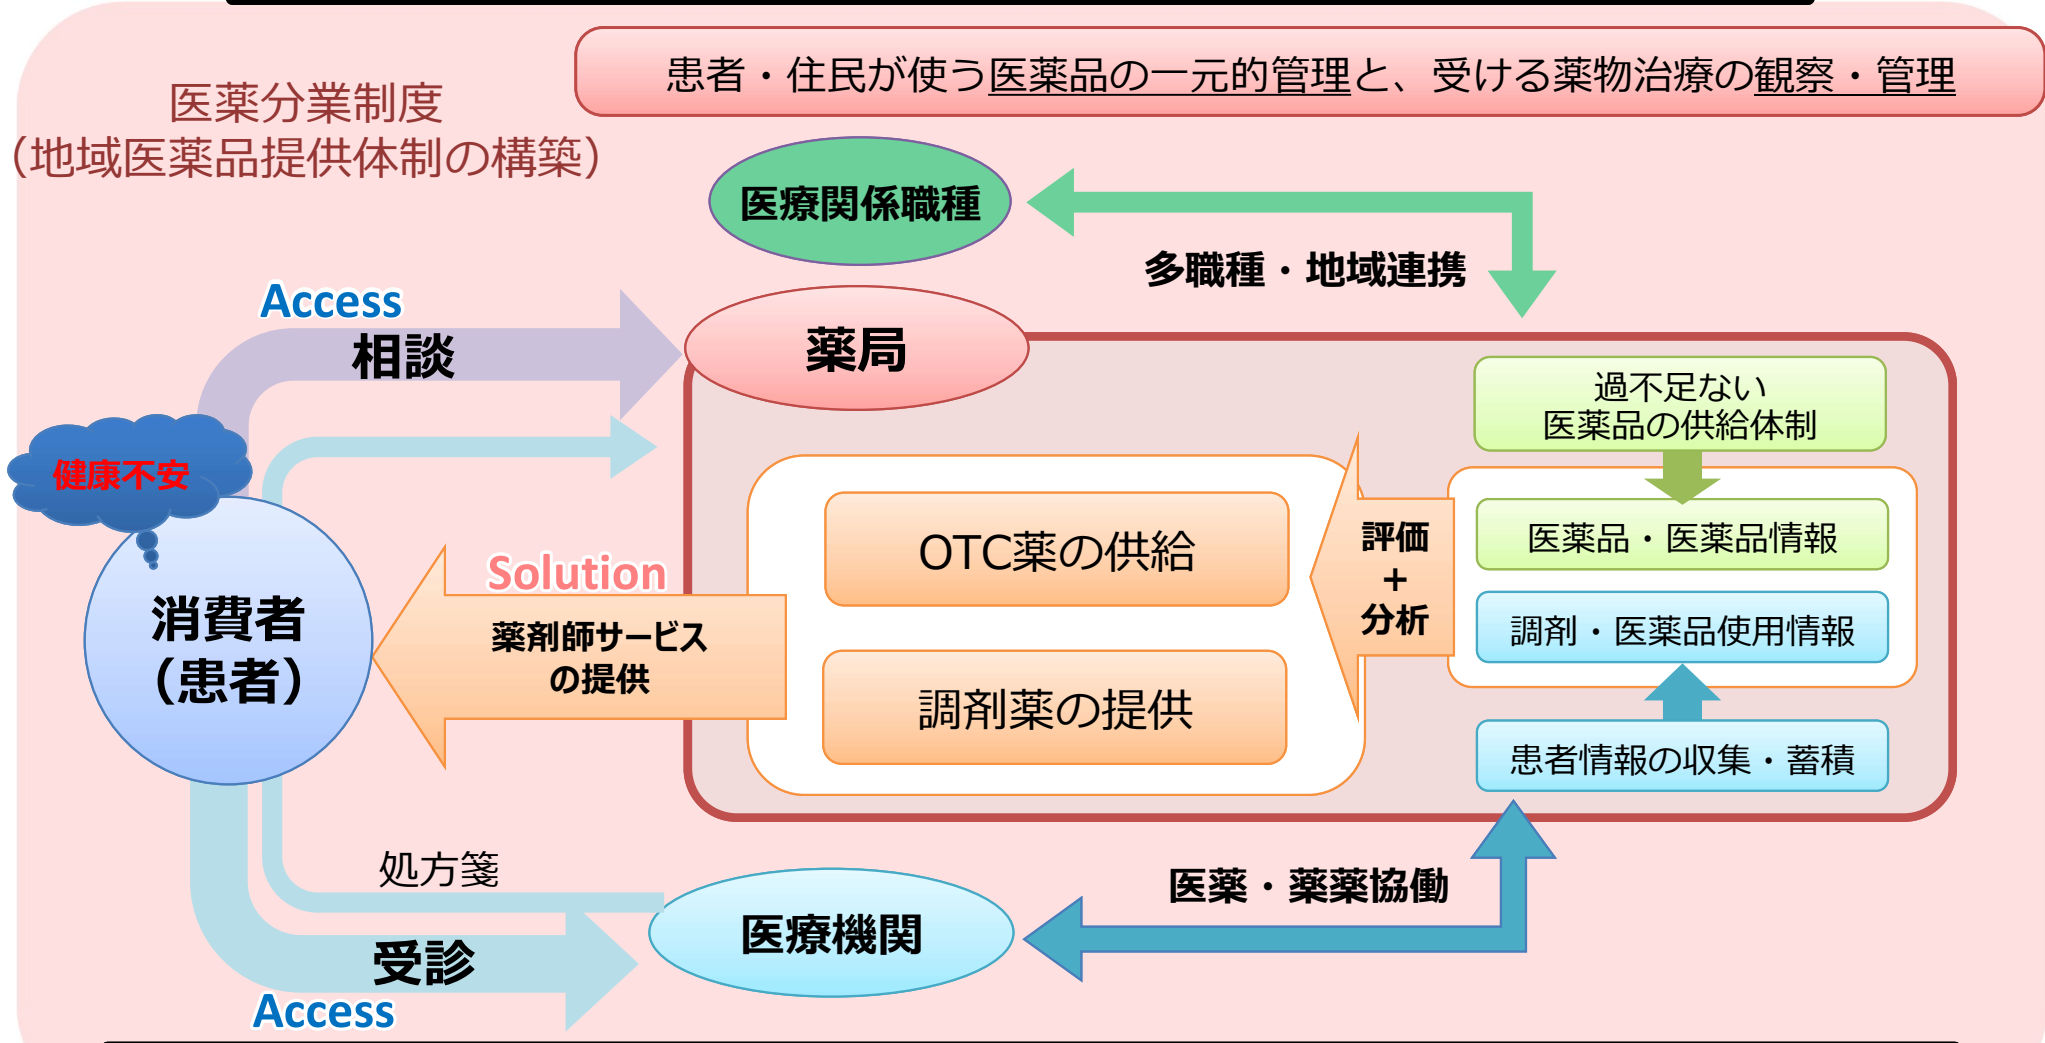 患者・住民が使う医薬品の一元的管理と、受ける薬物治療の観察・管理
医薬分業制度
（地域医薬品提供体制の構築）
医療関係職種
多職種・地域連携
Access
相談
薬局
過不足ない
医薬品の供給体制
健康不安
OTC薬の供給
評価
+
分析
医薬品・医薬品情報
Solution
薬剤師サービス
の提供
消費者
（患者）
調剤・医薬品使用情報
調剤薬の提供
患者情報の収集・蓄積
処方箋
医薬・薬薬協働
医療機関
受診
Access